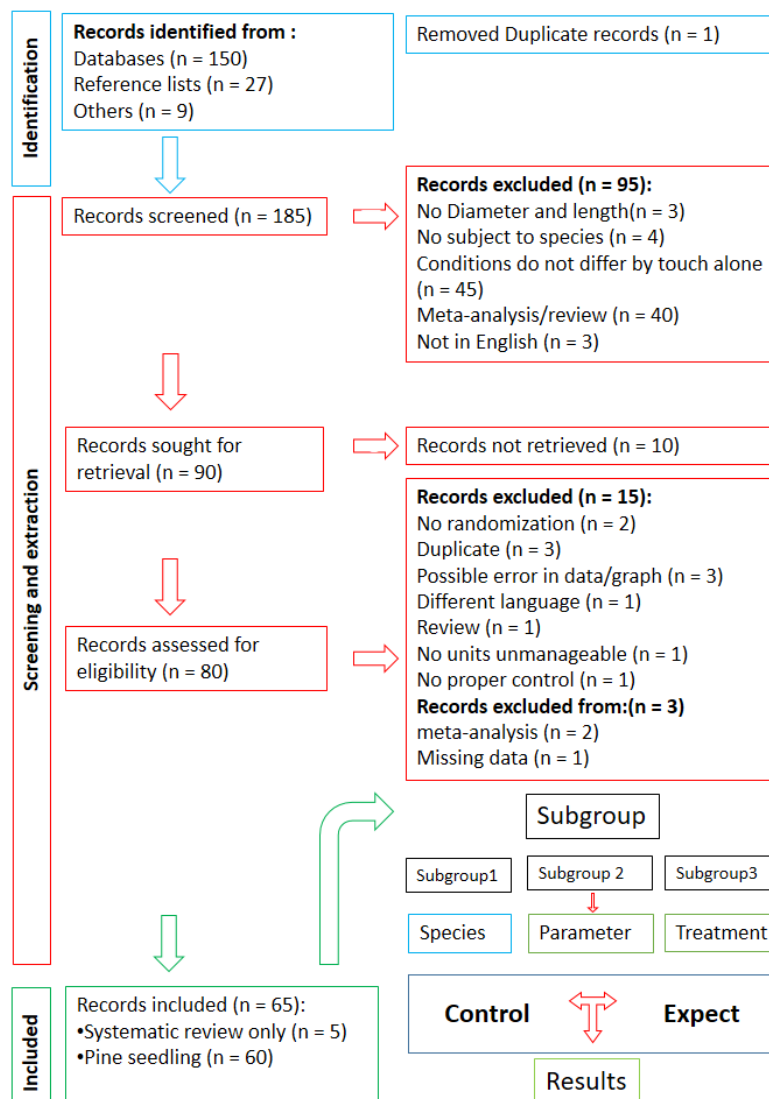 Identification
Records identified from :
Databases (n = 150)
Reference lists (n = 27)
Others (n = 9)
Removed Duplicate records (n = 1)
Screening and extraction
Records screened (n = 185)
Records excluded (n = 95):
No Diameter and length(n = 3)
No subject to species (n = 4)
Conditions do not differ by touch alone
(n = 45)
Meta-analysis/review (n = 40)
Not in English (n = 3)
Records sought for
retrieval (n = 90)
Records not retrieved (n = 10)
Records assessed for
eligibility (n = 80)
Records excluded (n = 15):
No randomization (n = 2)
Duplicate (n = 3)
Possible error in data/graph (n = 3)
Different language (n = 1)
Review (n = 1)
No units unmanageable (n = 1)
No proper control (n = 1)
Records excluded from:(n = 3)
meta-analysis (n = 2)
Missing data (n = 1)
Subgroup
Subgroup1
Subgroup 2
Subgroup3
Species
Parameter
Treatment
Included
Records included (n = 65):
•Systematic review only (n = 5)
•Pine seedling (n = 60)
Control
Expect
Results